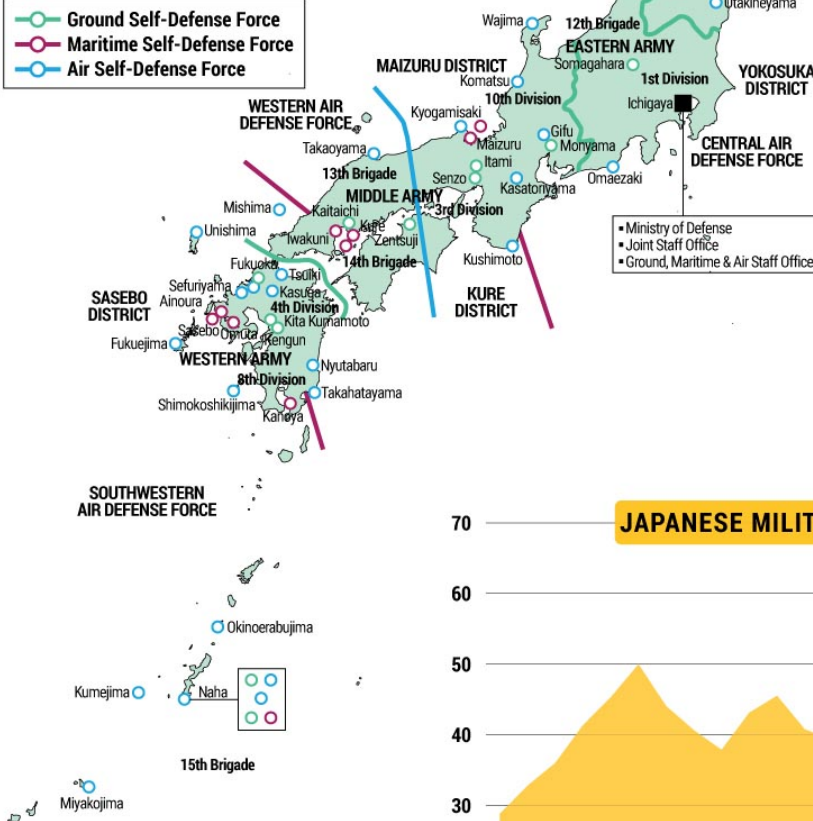 Ground Self-Defense Force
Maritime Self-Defense Force
Air Self-Defense Force
Utakineyama
Wajima
12th Brigade
EASTERN ARMY
Somagahara
1st Division
MAIZURU DISTRICT
Komatsu
10th Division
YOKOSUKA
DISTRICT
Ichigaya
WESTERN AIR
DEFENSE FORCE
Kyogamisaki
Gifu
Maizuru
Monyama
CENTRAL AIR
DEFENSE FORCE
Takaoyama
Itami
13th Brigade
Senzo
Kasatoriyama
Omaezaki
MIDDLE ARMY
3rd Division
Mishima
Kaitaichi
Kure
Unishima
Iwakuni
Zentsuji
Kushimoto
14th Brigade
▪ Ministry of Defense
▪ Joint Staff Office
▪ Ground, Maritime & Air Staff Office
Fukuoka
Tsuiki
Sefuriyama
Kasuga
KURE
DISTRICT
SASEBO
DISTRICT
Ainoura
4th Division
Kita Kumamoto
Sasebo
Omura
Kengun
Fukuejima
WESTERN ARMY
Nyutabaru
8th Division
Takahatayama
Shimokoshikijima
Kanoya
SOUTHWESTERN
AIR DEFENSE FORCE
70
JAPANESE MILIT
60
Okinoerabujima
50
Kumejima
Naha
40
15th Brigade
Miyakojima
30